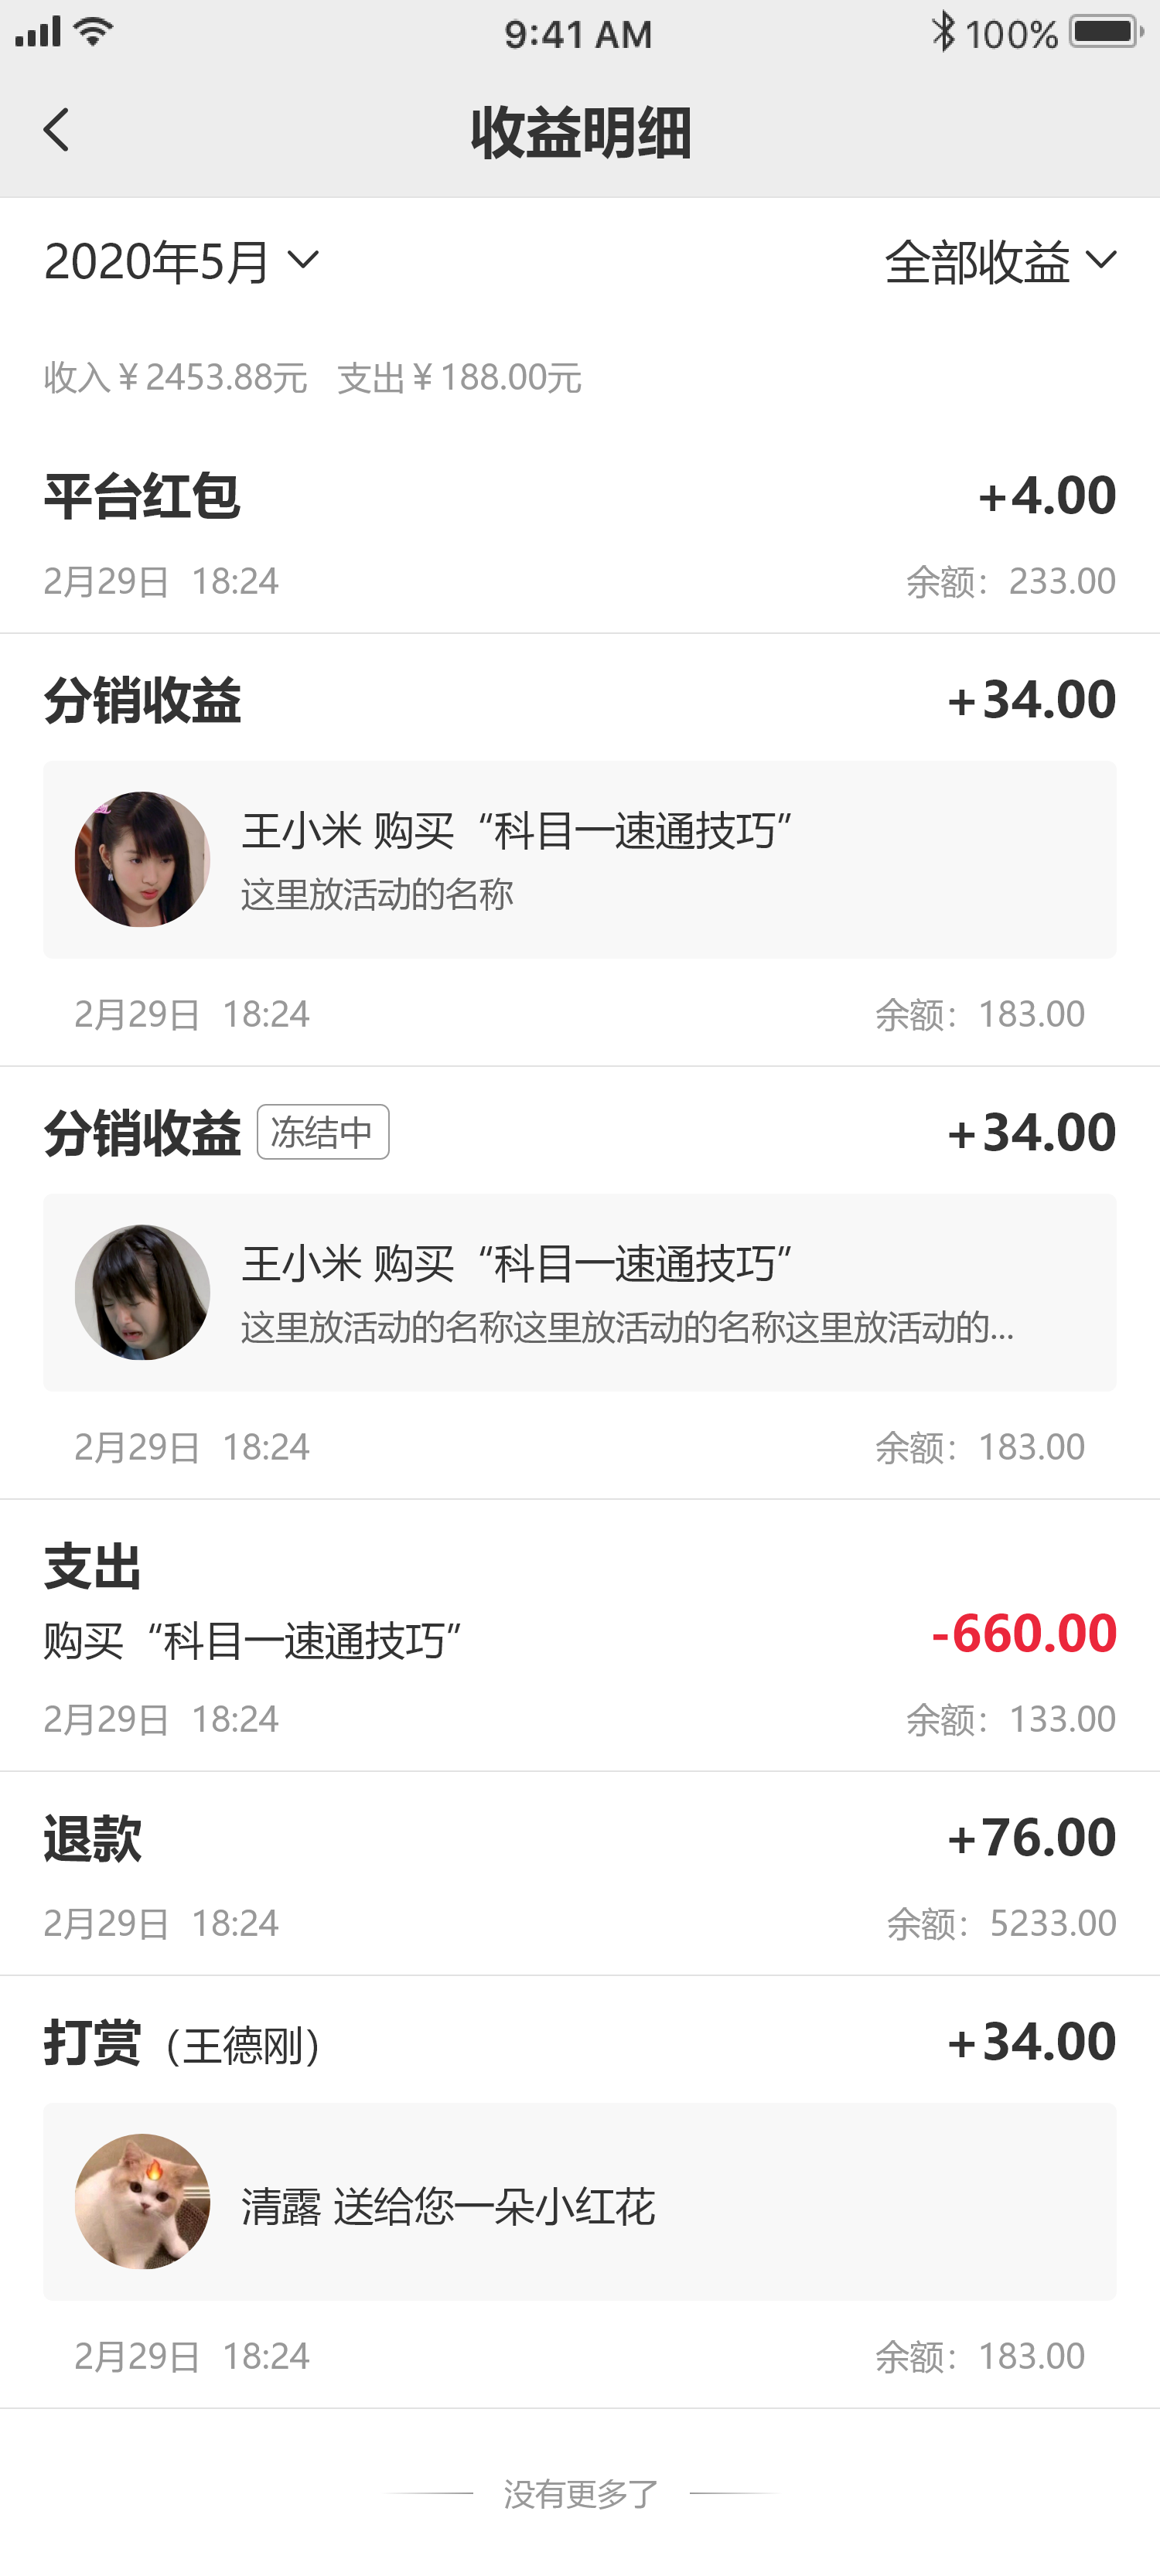 9:41 AM 100%
收益明细
2020年5月 全部收益
收入￥2453.88元 支出￥188.00元
平台红包 +4.00
2月29日 18:24 余额：233.00
分销收益 +34.00
王小米 购买“科目一速通技巧”
这里放活动的名称
2月29日 18:24 余额：183.00
分销收益 冻结中 +34.00
王小米 购买“科目一速通技巧”
这里放活动的名称这里放活动的名称这里放活动的...
2月29日 18:24 余额：183.00
支出
购买“科目一速通技巧” -660.00
2月29日 18:24 余额：133.00
退款 +76.00
2月29日 18:24 余额：5233.00
打赏（王德刚） +34.00
清露 送给您一朵小红花
2月29日 18:24 余额：183.00
没有更多了